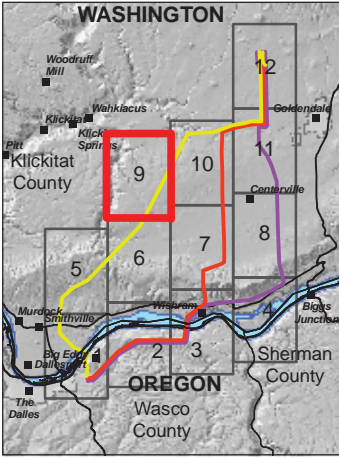 WASHINGTON
Woodruff
Mill
12
Wahkiacus
Klickitat
Goldendale
Klick
Springs
11
Pitt
Klickitat
County
9
10
Centerville
6
7
8
5
Murdock
Smithville
Wishram
4
Biggs
Junction
Big Eddy
Dallesport
2
3
Sherman
County
The
Dalles
OREGON
Wasco
County